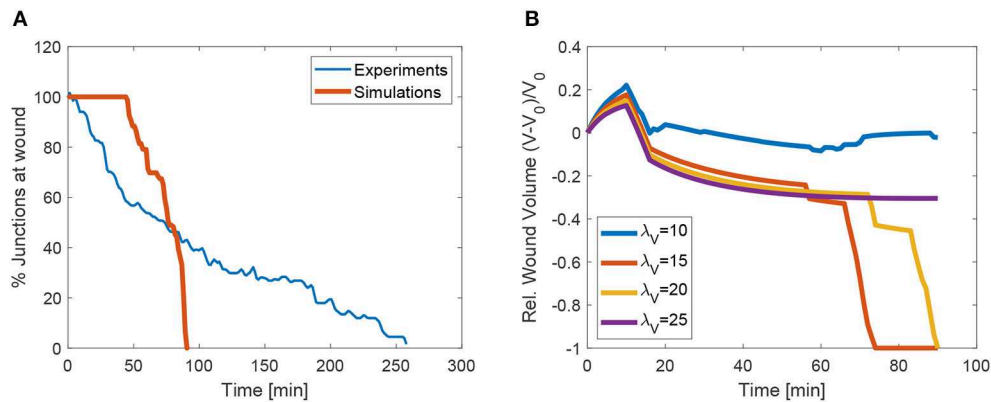 A
120
100
80
60
40
20
0
% Junctions at wound
0 50 100 150 200 250 300
Time [min]
Experiments
Simulations
B
0.4
0.2
0
-0.2
-0.4
-0.6
-0.8
-1
Rel. Wound Volume (V-V0)/V0
0 20 40 60 80 100
Time [min]
λV=10
λV=15
λV=20
λV=25